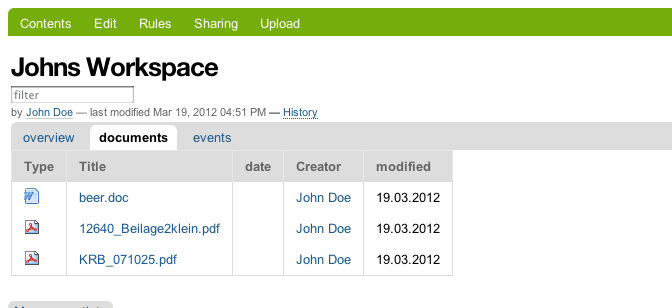 Contents Edit Rules Sharing Upload
Johns Workspace
filter
by John Doe — last modified Mar 19, 2012 04:51 PM — History
overview documents events
Type Title date Creator modified
beer.doc John Doe 19.03.2012
12640_Beilage2klein.pdf John Doe 19.03.2012
KRB_071025.pdf John Doe 19.03.2012